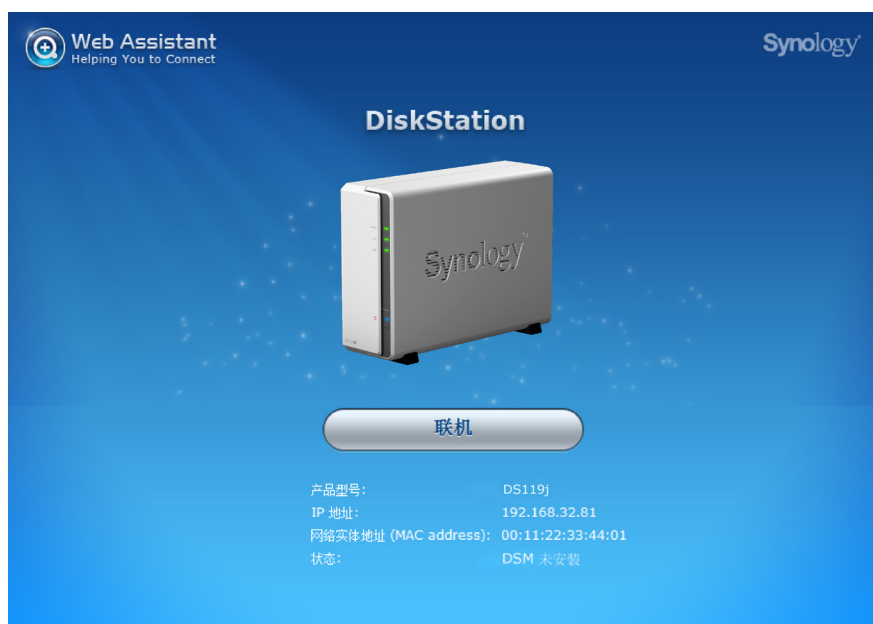 Web Assistant
Helping You to Connect
Synology
DiskStation
Synology
联机
产品型号: DS119j
IP 地址: 192.168.32.81
网络实体地址 (MAC address): 00:11:22:33:44:01
状态: DSM 未安装